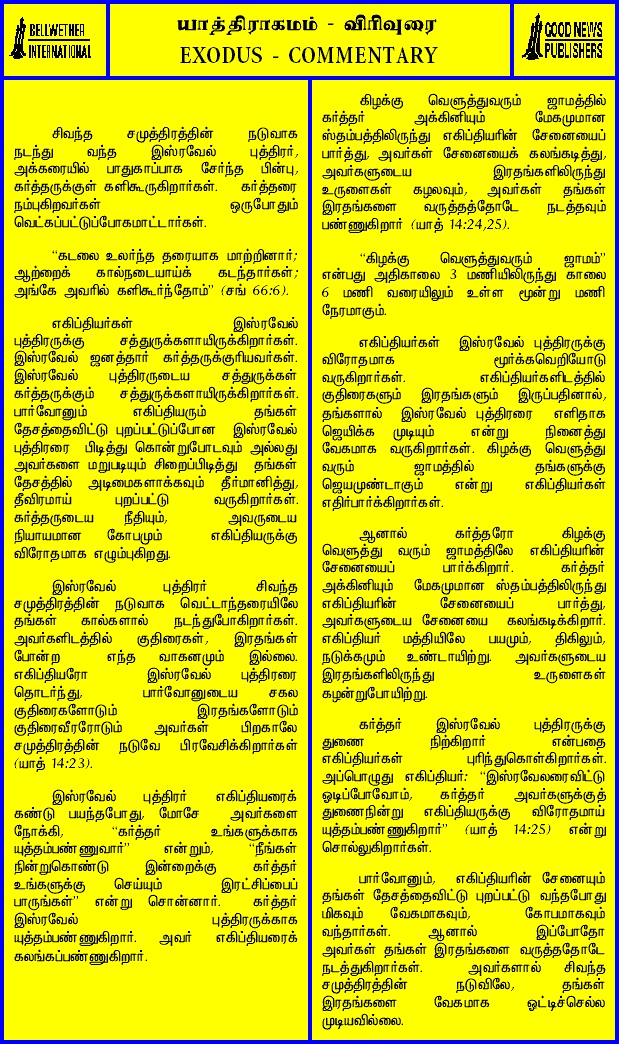 BELLWETHER
INTERNATIONAL
யாத்திராகமம் - விரிவுரை
EXODUS - COMMENTARY
GOOD NEWS
PUBLISHERS
சிவந்த சமுத்திரத்தின் நடுவாக
நடந்து வந்த இஸ்ரவேல் புத்திரர்,
அக்கரையில் பாதுகாப்பாக சேர்ந்த பின்பு,
கர்த்தருக்குள் களிகூருகிறார்கள். கர்த்தரை
நம்புகிறவர்கள் ஒருபோதும்
வெட்கப்பட்டுப்போகமாட்டார்கள்.
“கடலை உலர்ந்த தரையாக மாற்றினார்;
ஆற்றைக் கால்நடையாய்க் கடந்தார்கள்;
அங்கே அவரில் களிகூர்ந்தோம்” (சங் 66:6).
எகிப்தியர்கள் இஸ்ரவேல்
புத்திரருக்கு சத்துருக்களாயிருக்கிறார்கள்.
இஸ்ரவேல் ஜனத்தார் கர்த்தருக்குரியவர்கள்.
இஸ்ரவேல் புத்திரருடைய சத்துருக்கள்
கர்த்தருக்கும் சத்துருக்களாயிருக்கிறார்கள்.
பார்வோனும் எகிப்தியரும் தங்கள்
தேசத்தைவிட்டு புறப்பட்டுப்போன இஸ்ரவேல்
புத்திரரை பிடித்து கொன்றுபோடவும் அல்லது
அவர்களை மறுபடியும் சிறைப்பிடித்து தங்கள்
தேசத்தில் அடிமைகளாக்கவும் தீர்மானித்து,
தீவிரமாய் புறப்பட்டு வருகிறார்கள்.
கர்த்தருடைய நீதியும், அவருடைய
நியாயமான கோபமும் எகிப்தியருக்கு
விரோதமாக எழும்புகிறது.
இஸ்ரவேல் புத்திரர் சிவந்த
சமுத்திரத்தின் நடுவாக வெட்டாந்தரையிலே
தங்கள் கால்களால் நடந்துபோகிறார்கள்.
அவர்களிடத்தில் குதிரைகள், இரதங்கள்
போன்ற எந்த வாகனமும் இல்லை.
எகிப்தியரோ இஸ்ரவேல் புத்திரரை
தொடர்ந்து, பார்வோனுடைய சகல
குதிரைகளோடும் இரதங்களோடும்
குதிரைவீரரோடும் அவர்கள் பிறகாலே
சமுத்திரத்தின் நடுவே பிரவேசிக்கிறார்கள்
(யாத் 14:23).
இஸ்ரவேல் புத்திரர் எகிப்தியரைக்
கண்டு பயந்தபோது, மோசே அவர்களை
நோக்கி, “கர்த்தர் உங்களுக்காக
யுத்தம்பண்ணுவார்” என்றும், “நீங்கள்
நின்றுகொண்டு இன்றைக்கு கர்த்தர்
உங்களுக்கு செய்யும் இரட்சிப்பைப்
பாருங்கள்” என்று சொன்னார். கர்த்தர்
இஸ்ரவேல் புத்திரருக்காக
யுத்தம்பண்ணுகிறார். அவர் எகிப்தியரைக்
கலங்கப்பண்ணுகிறார்.
கிழக்கு வெளுத்துவரும் ஜாமத்தில்
கர்த்தர் அக்கினியும் மேகமுமான
ஸ்தம்பத்திலிருந்து எகிப்தியரின் சேனையைப்
பார்த்து, அவர்கள் சேனையைக் கலங்கடித்து,
அவர்களுடைய இரதங்களிலிருந்து
உருளைகள் கழலவும், அவர்கள் தங்கள்
இரதங்களை வருத்தத்தோடே நடத்தவும்
பண்ணுகிறார் (யாத் 14:24,25).
“கிழக்கு வெளுத்துவரும் ஜாமம்”
என்பது அதிகாலை 3 மணியிலிருந்து காலை
6 மணி வரையிலும் உள்ள மூன்று மணி
நேரமாகும்.
எகிப்தியர்கள் இஸ்ரவேல் புத்திரருக்கு
விரோதமாக மூர்க்கவெறியோடு
வருகிறார்கள். எகிப்தியர்களிடத்தில்
குதிரைகளும் இரதங்களும் இருப்பதினால்,
தங்களால் இஸ்ரவேல் புத்திரரை எளிதாக
ஜெயிக்க முடியும் என்று நினைத்து
வேகமாக வருகிறார்கள். கிழக்கு வெளுத்து
வரும் ஜாமத்தில் தங்களுக்கு
ஜெயமுண்டாகும் என்று எகிப்தியர்கள்
எதிர்பார்க்கிறார்கள்.
ஆனால் கர்த்தரோ கிழக்கு
வெளுத்து வரும் ஜாமத்திலே எகிப்தியரின்
சேனையைப் பார்க்கிறார். கர்த்தர்
அக்கினியும் மேகமுமான ஸ்தம்பத்திலிருந்து
எகிப்தியரின் சேனையைப் பார்த்து,
அவர்களுடைய சேனையை கலங்கடிக்கிறார்.
எகிப்தியர் மத்தியிலே பயமும், திகிலும்,
நடுக்கமும் உண்டாயிற்று. அவர்களுடைய
இரதங்களிலிருந்து உருளைகள்
கழன்றுபோயிற்று.
கர்த்தர் இஸ்ரவேல் புத்திரருக்கு
துணை நிற்கிறார் என்பதை
எகிப்தியர்கள் புரிந்துகொள்கிறார்கள்.
அப்பொழுது எகிப்தியர்: “இஸ்ரவேலரைவிட்டு
ஓடிப்போவோம், கர்த்தர் அவர்களுக்குத்
துணைநின்று எகிப்தியருக்கு விரோதமாய்
யுத்தம்பண்ணுகிறார்” (யாத் 14:25) என்று
சொல்லுகிறார்கள்.
பார்வோனும், எகிப்தியரின் சேனையும்
தங்கள் தேசத்தைவிட்டு புறப்பட்டு வந்தபோது
மிகவும் வேகமாகவும், கோபமாகவும்
வந்தார்கள். ஆனால் இப்போதோ
அவர்கள் தங்கள் இரதங்களை வருத்ததோடே
நடத்துகிறார்கள். அவர்களால் சிவந்த
சமுத்திரத்தின் நடுவிலே, தங்கள்
இரதங்களை வேகமாக ஓட்டிச்செல்ல
முடியவில்லை.